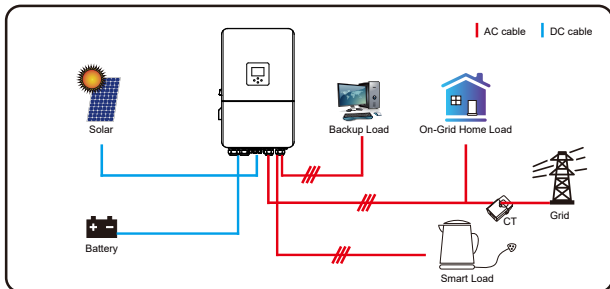 AC cable
DC cable
Solar
Backup Load
On-Grid Home Load
CT
Grid
Battery
Smart Load